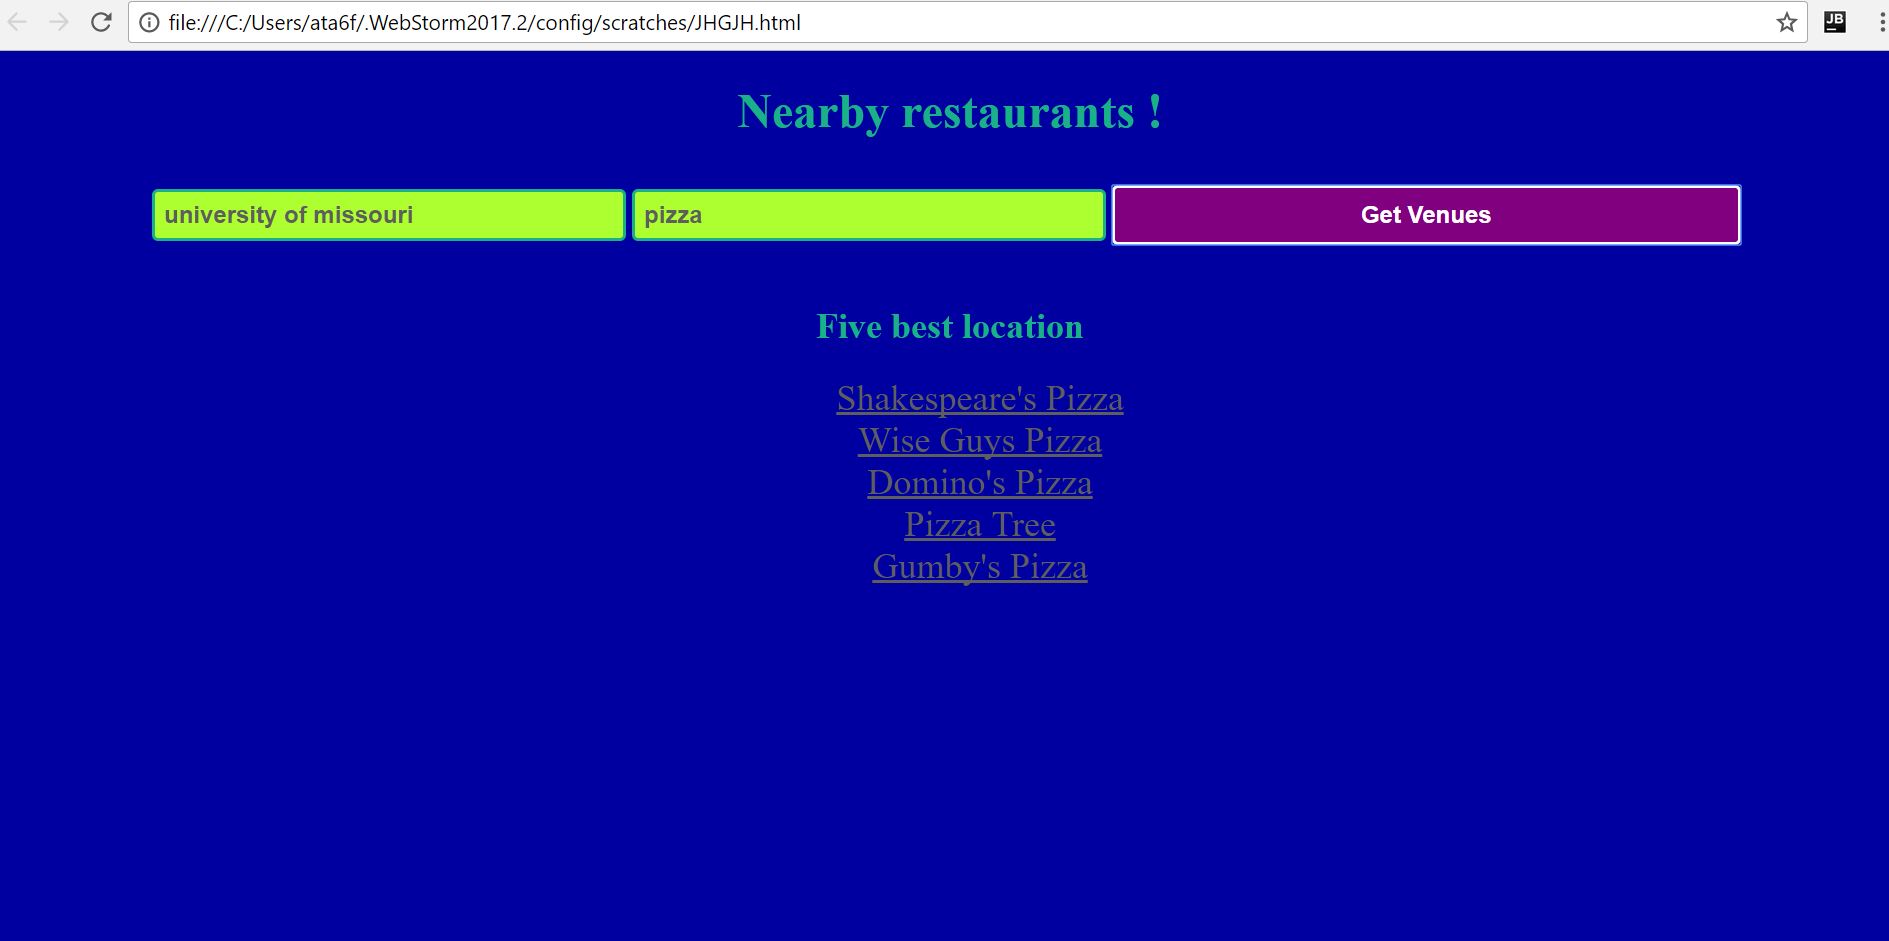 file:///C:/Users/ata6f/.WebStorm2017.2/config/scratches/JHGJH.html JB
Nearby restaurants !
university of missouri pizza Get Venues
Five best location
Shakespeare's Pizza
Wise Guys Pizza
Domino's Pizza
Pizza Tree
Gumby's Pizza